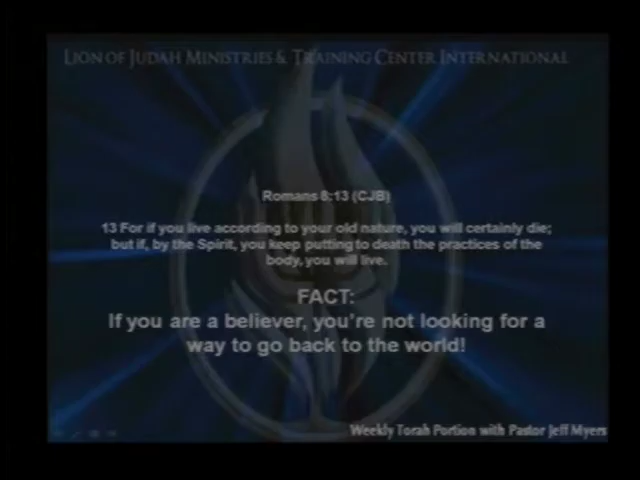 LION OF JUDAH MINISTRIES & TRAINING CENTER INTERNATIONAL
Romans 8:13 (CJB)
13 For if you live according to your old nature, you will certainly die;
but if, by the Spirit, you keep putting to death the practices of the
body, you will live.
FACT:
If you are a believer, you're not looking for a
way to go back to the world!
Weekly Torah Portion with Pastor Jeff Myers